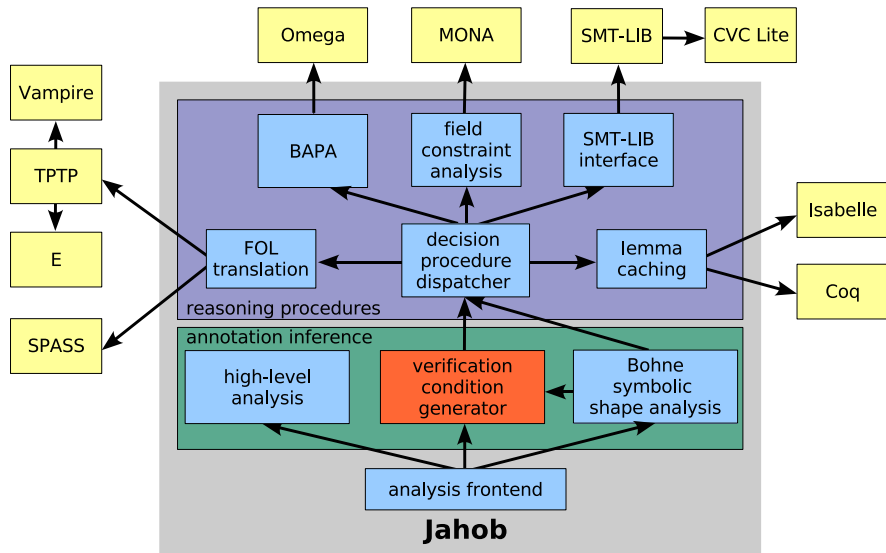 Omega
MONA
SMT-LIB
CVC Lite
Vampire
TPTP
E
SPASS
BAPA
field
constraint
analysis
SMT-LIB
interface
FOL
translation
decision
procedure
dispatcher
lemma
caching
Isabelle
Coq
reasoning procedures
annotation inference
high-level
analysis
verification
condition
generator
Bohne
symbolic
shape analysis
analysis frontend
Jahob